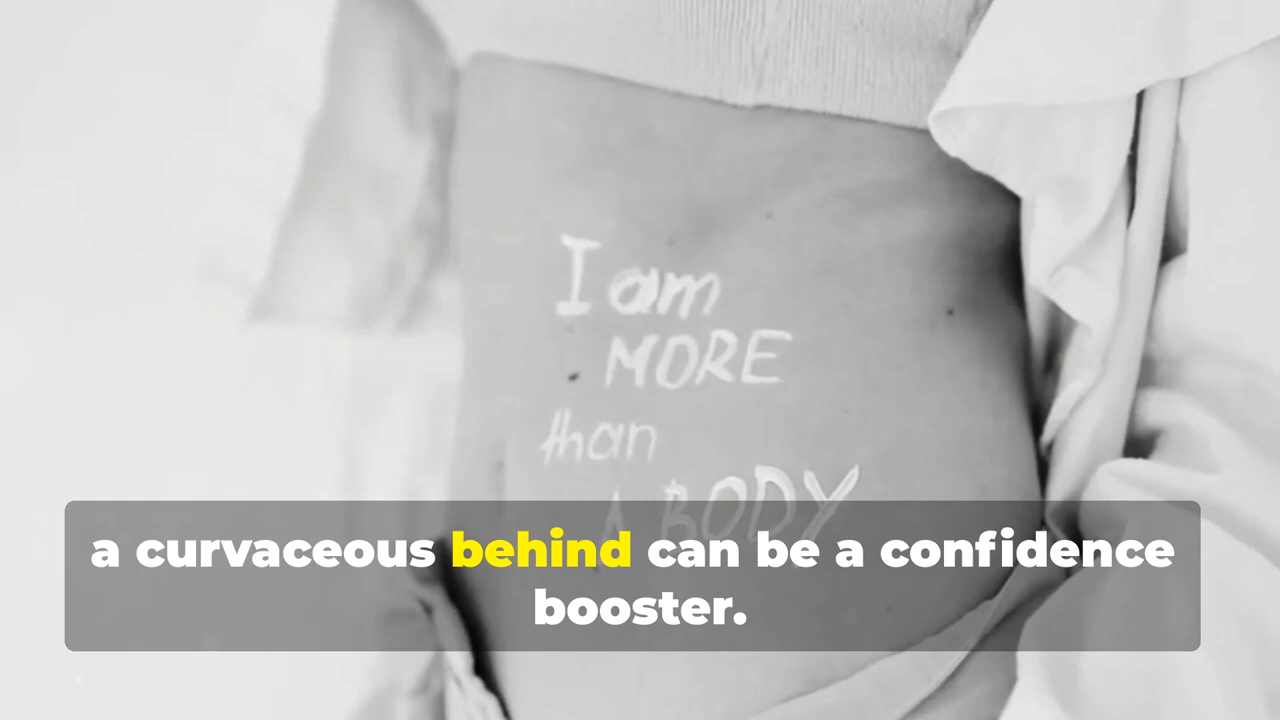 I am
MORE
than
A BODY
a curvaceous behind can be a confidence
booster.